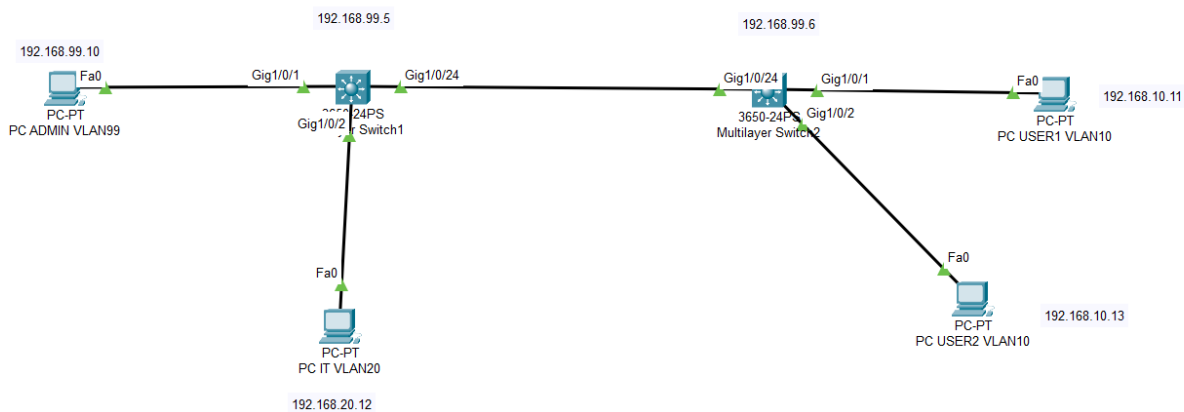 192.168.99.5
192.168.99.6
192.168.99.10
Fa0
Gig1/0/1
Gig1/0/24
Gig1/0/24
Gig1/0/1
Fa0
192.168.10.11
PC-PT
PC ADMIN VLAN99
24PS
Switch1
Gig1/0/2
3650-24PS
Multilayer Switch2
Gig1/0/2
PC-PT
PC USER1 VLAN10
Fa0
Fa0
PC-PT
PC IT VLAN20
PC-PT
PC USER2 VLAN10
192.168.10.13
192.168.20.12